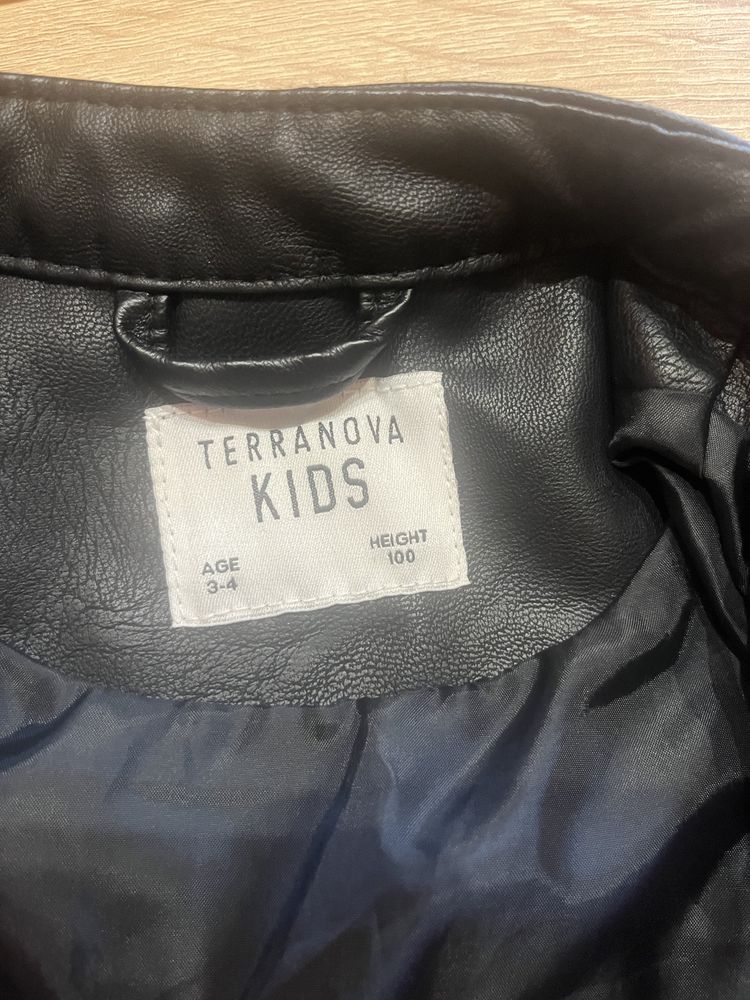 TERRANOVA
KIDS
AGE
3-4
HEIGHT
100